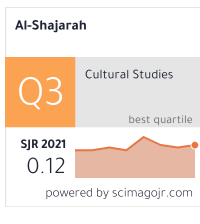 Al-Shajarah
Q3
Cultural Studies
best quartile
SJR 2021
0.12
powered by scimagojr.com